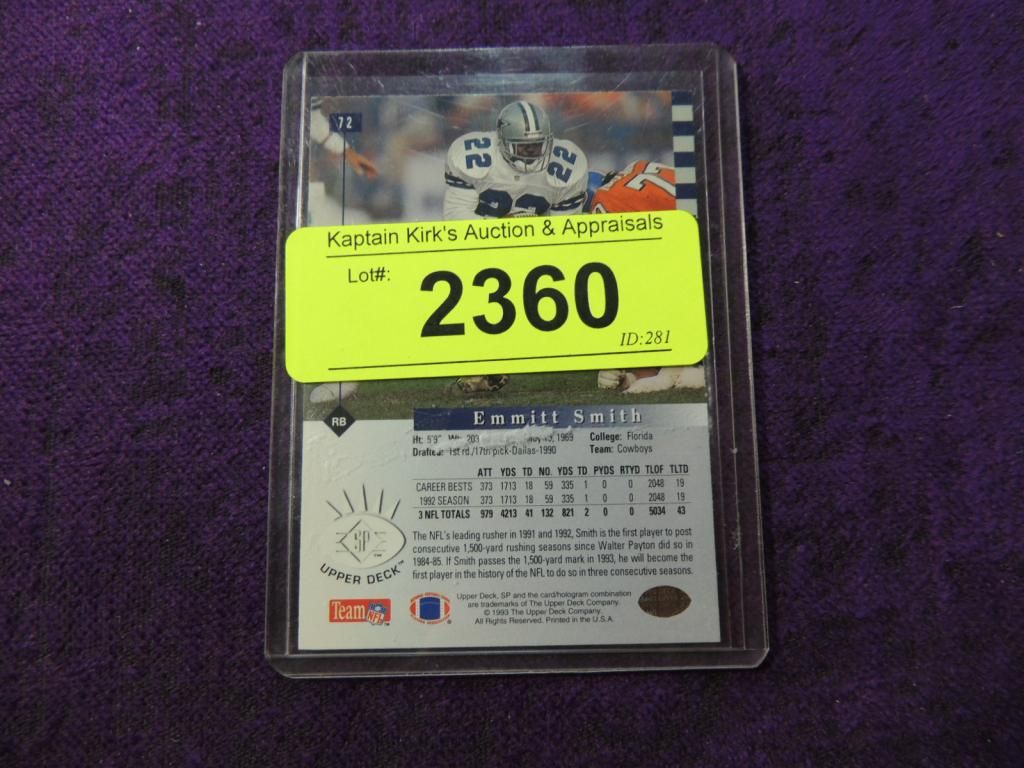 72
22 22
22
Kaptain Kirk's Auction & Appraisals
Lot#:
2360
ID:281
RB
Emmitt Smith
Ht: 5'9" Wt: 203 1969 College: Florida
Drafted: 1st rd./17th pick-Dallas-1990 Team: Cowboys
ATT YDS TD NO. YDS TD PYDS RTYD TLOF TLTD
CAREER BESTS 373 1713 18 59 335 1 0 0 2048 19
1992 SEASON 373 1713 18 59 335 1 0 0 2048 19
3 NFL TOTALS 979 4213 41 132 821 2 0 0 5034 43
The NFL's leading rusher in 1991 and 1992, Smith is the first player to post
consecutive 1,500-yard rushing seasons since Walter Payton did so in
1984-85. If Smith passes the 1,500-yard mark in 1993, he will become the
first player in the history of the NFL to do so in three consecutive seasons.
SP™
UPPER DECK™
Team NFL™
Upper Deck, SP and the card/hologram combination
are trademarks of The Upper Deck Company.
© 1993 The Upper Deck Company.
All Rights Reserved. Printed in the U.S.A.